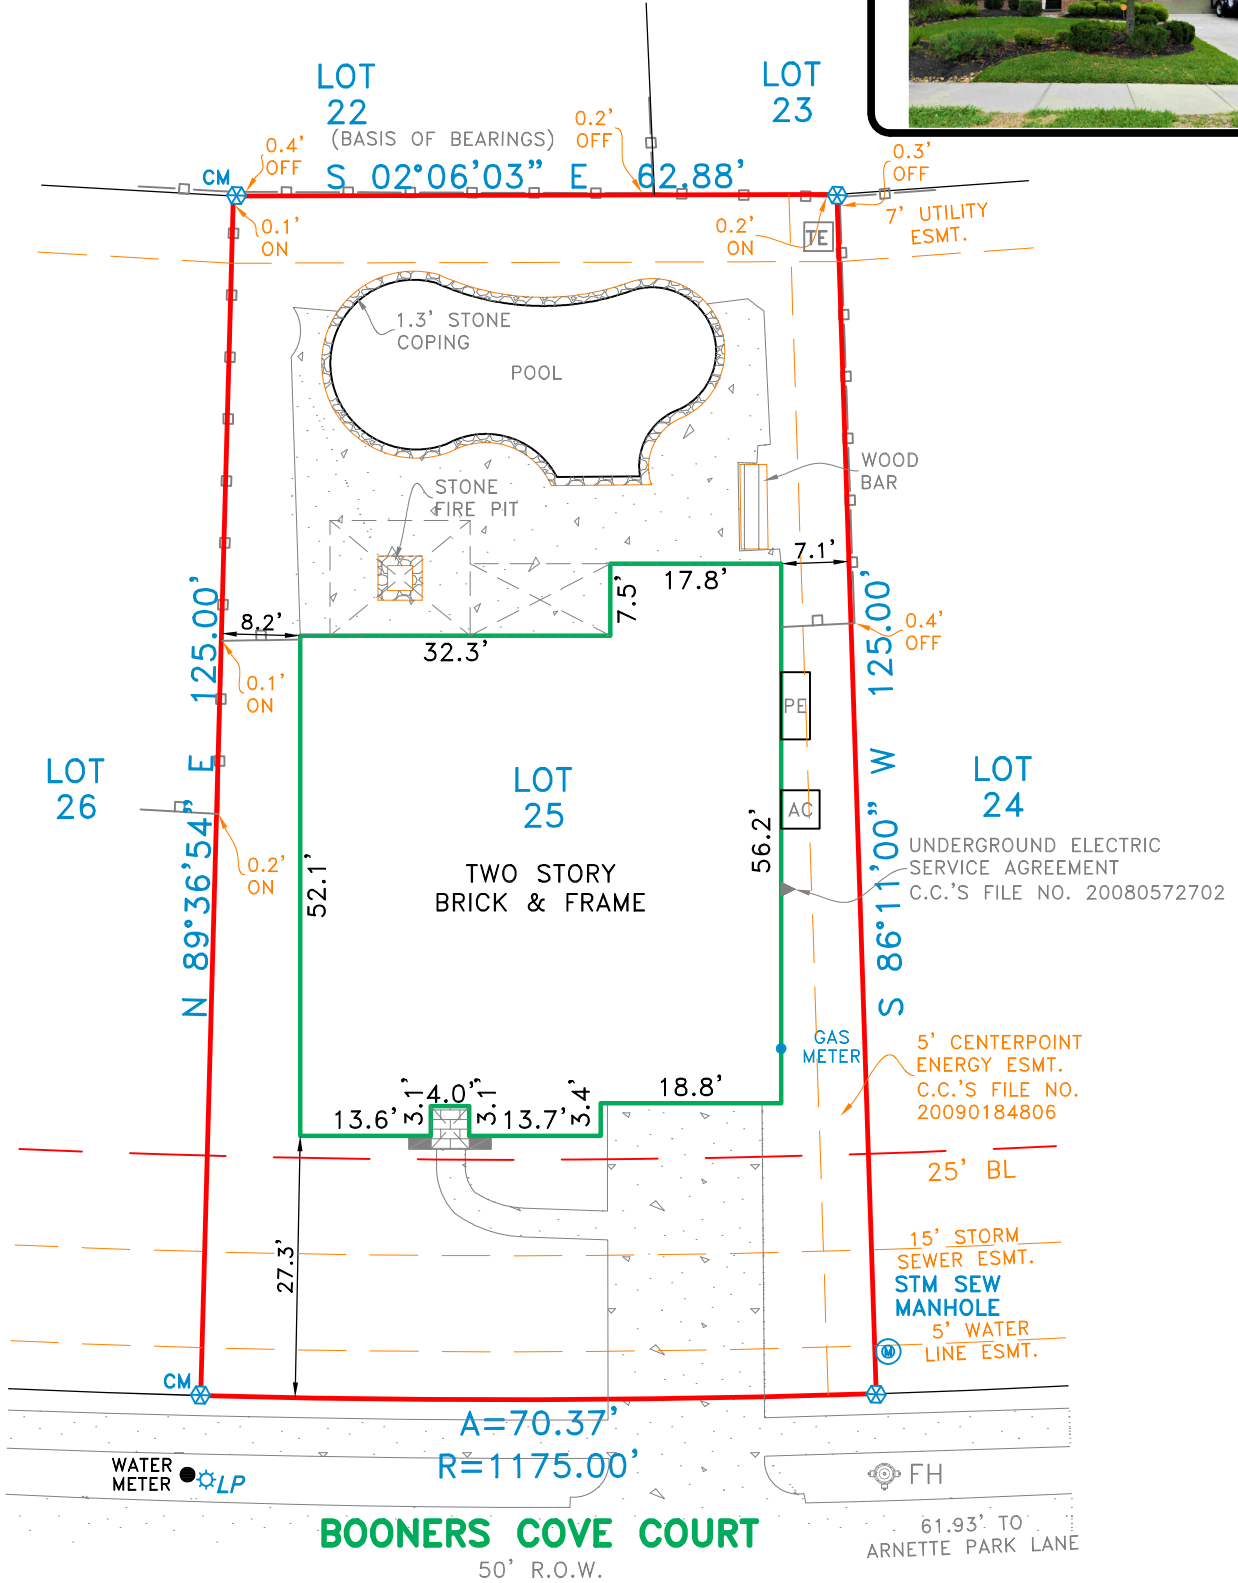 LOT
22
(BASIS OF BEARINGS)
LOT
23
0.2'
OFF
0.4'
OFF
CM
S 02°06'03" E 62.88'
0.3'
OFF
7' UTILITY
ESMT.
0.1'
ON
0.2'
ON
TE
1.3' STONE
COPING
POOL
WOOD
BAR
STONE
FIRE PIT
7.1'
17.8'
7.5'
8.2'
32.3'
0.4'
OFF
0.1'
ON
N 89°36'54" E 125.00'
S 86°11'00" W 125.00'
PE
LOT
26
LOT
25
LOT
24
AC
TWO STORY
BRICK & FRAME
52.1'
56.2'
0.2'
ON
UNDERGROUND ELECTRIC
SERVICE AGREEMENT
C.C.'S FILE NO. 20080572702
GAS
METER
5' CENTERPOINT
ENERGY ESMT.
C.C.'S FILE NO.
20090184806
13.6'
3.1'
4.0'
3.1'
13.7'
3.4'
18.8'
25' BL
27.3'
15' STORM
SEWER ESMT.
STM SEW
MANHOLE
5' WATER
LINE ESMT.
M
CM
A=70.37'
R=1175.00'
WATER
METER
LP
FH
BOONERS COVE COURT
50' R.O.W.
61.93' TO
ARNETTE PARK LANE